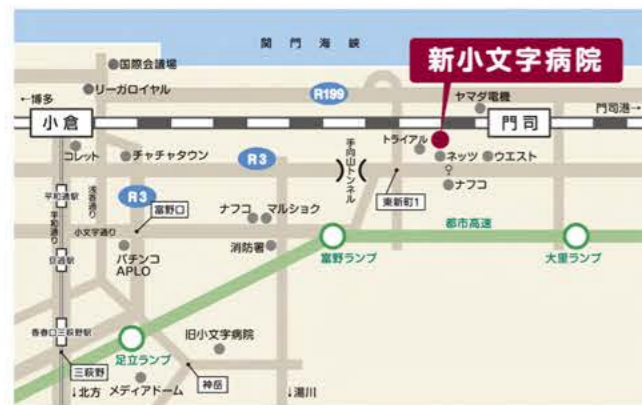 関門海峡
国際会議場
新小文字病院
リーガロイヤル
R199
ヤマダ電機
←博多
門司港→
小倉
門司
コレット
チャチャタウン
R3
手向山トンネル
トライアル
ネッツ
ウエスト
ナフコ
平和通駅
浅香通り
R3
富野口
ナフコ
マルショク
東新町1
平和通り
小文字通り
都市高速
旦過駅
パチンコ
APLO
消防署
富野ランプ
大里ランプ
香春口三萩野駅
旧小文字病院
足立ランプ
三萩野
神岳
↓北方
メディアドーム
↓湯川